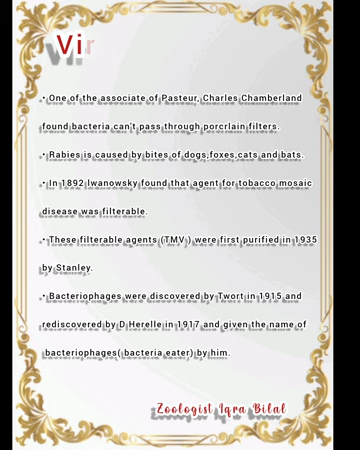 Vir
• One of the associate of Pasteur, Charles Chamberland
found bacteria can't pass through porcrlain filters.
• Rabies is caused by bites of dogs,foxes,cats and bats.
• In 1892 Iwanowsky found that agent for tobacco mosaic
disease was filterable.
• These filterable agents (TMV ) were first purified in 1935
by Stanley.
• Bacteriophages were discovered by Twort in 1915 and
rediscovered by D Herelle in 1917 and given the name of
bacteriophages( bacteria eater) by him.
Zoologist Iqra Bilal